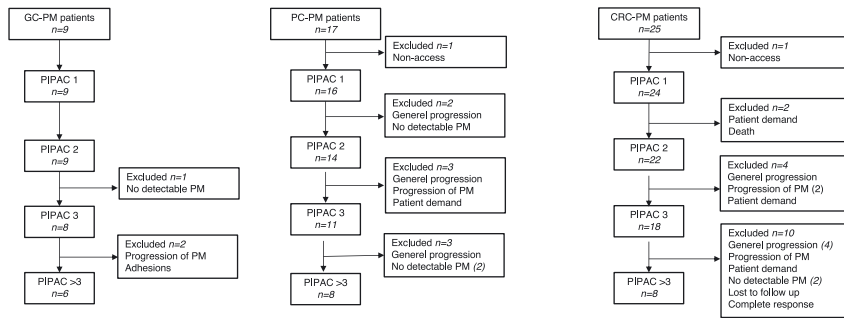 GC-PM patients
n=9
PIPAC 1
n=9
PIPAC 2
n=9
Excluded n=1
No detectable PM
PIPAC 3
n=8
Excluded n=2
Progression of PM
Adhesions
PIPAC >3
n=6
PC-PM patients
n=17
Excluded n=1
Non-access
PIPAC 1
n=16
Excluded n=2
Generel progression
No detectable PM
PIPAC 2
n=14
Excluded n=3
Generel progression
Progression of PM
Patient demand
PIPAC 3
n=11
Excluded n=3
Generel progression
No detectable PM (2)
PIPAC >3
n=8
CRC-PM patients
n=25
Excluded n=1
Non-access
PIPAC 1
n=24
Excluded n=2
Patient demand
Death
PIPAC 2
n=22
Excluded n=4
Generel progression
Progression of PM (2)
Patient demand
PIPAC 3
n=18
Excluded n=10
Generel progression (4)
Progression of PM
Patient demand
No detectable PM (2)
Lost to follow up
Complete response
PIPAC >3
n=8